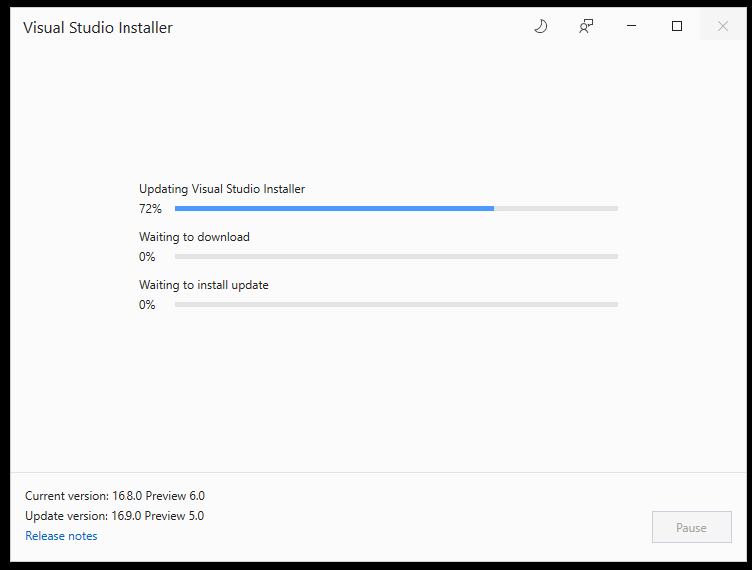 Visual Studio Installer
Updating Visual Studio Installer
72%
Waiting to download
0%
Waiting to install update
0%
Current version: 16.8.0 Preview 6.0
Update version: 16.9.0 Preview 5.0
Release notes
Pause